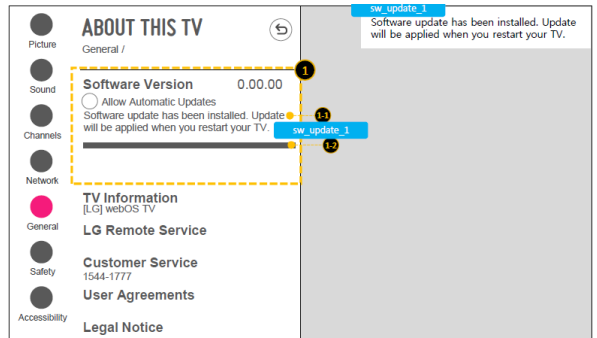 Picture
Sound
Channels
Network
General
Safety
Accessibility
ABOUT THIS TV
General /
1
Software Version 0.00.00
Allow Automatic Updates
Software update has been installed. Update
will be applied when you restart your TV.
1-1
sw_update_1
1-2
TV Information
[LG] webOS TV
LG Remote Service
Customer Service
1544-1777
User Agreements
Legal Notice
sw_update_1
Software update has been installed. Update
will be applied when you restart your TV.